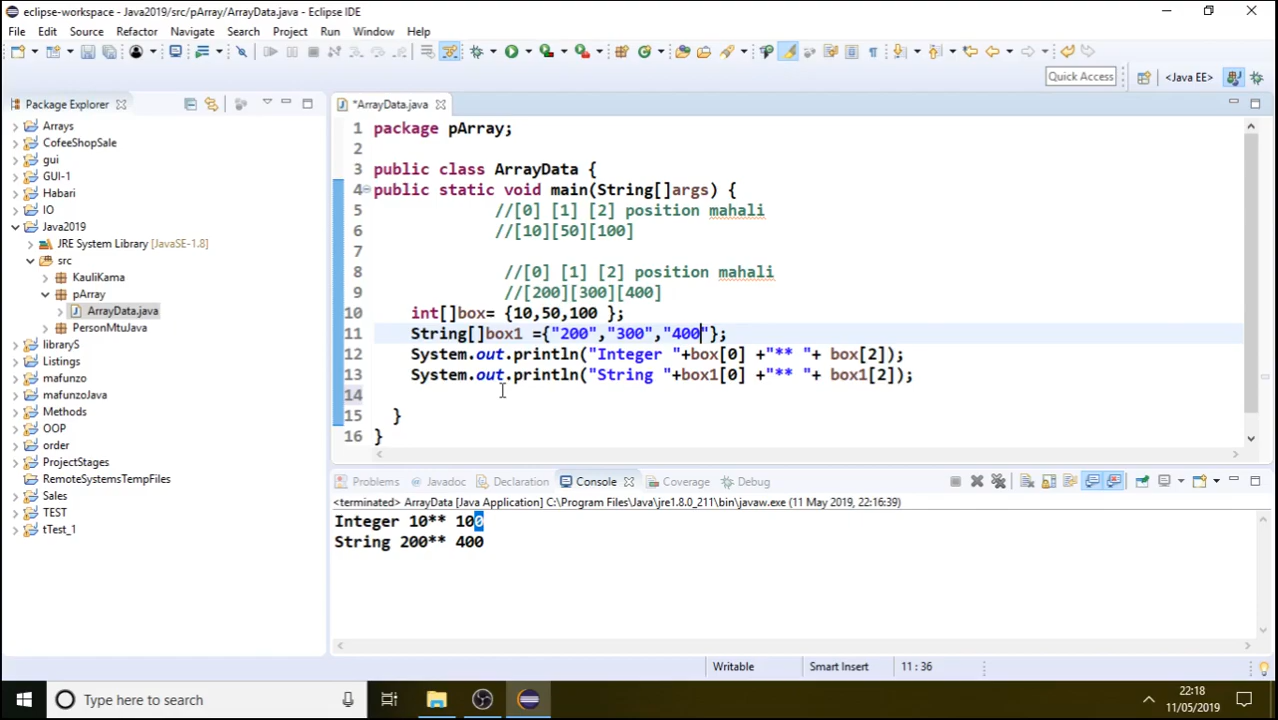 eclipse-workspace - Java2019/src/pArray/ArrayData.java - Eclipse IDE
File Edit Source Refactor Navigate Search Project Run Window Help
Quick Access
<Java EE>
Package Explorer
*ArrayData.java
Arrays
CofeeShopSale
gui
GUI-1
Habari
IO
Java2019
JRE System Library [JavaSE-1.8]
src
KauliKama
pArray
ArrayData.java
PersonMtuJava
libraryS
Listings
mafunzo
mafunzoJava
Methods
OOP
order
ProjectStages
RemoteSystemsTempFiles
Sales
TEST
tTest_1
1 package pArray;
2
3 public class ArrayData {
4 public static void main(String[]args) {
5 //[0] [1] [2] position mahali
6 //[10][50][100]
7
8 //[0] [1] [2] position mahali
9 //[200][300][400]
10 int[]box= {10,50,100 };
11 String[]box1 ={"200","300","400"};
12 System.out.println("Integer "+box[0] +"** "+ box[2]);
13 System.out.println("String "+box1[0] +"** "+ box1[2]);
14
15 }
16 }
Problems @ Javadoc Declaration Console Coverage Debug
<terminated> ArrayData [Java Application] C:\Program Files\Java\jre1.8.0_211\bin\javaw.exe (11 May 2019, 22:16:39)
Integer 10** 100
String 200** 400
Writable Smart Insert 11 : 36
Type here to search
22:18
11/05/2019